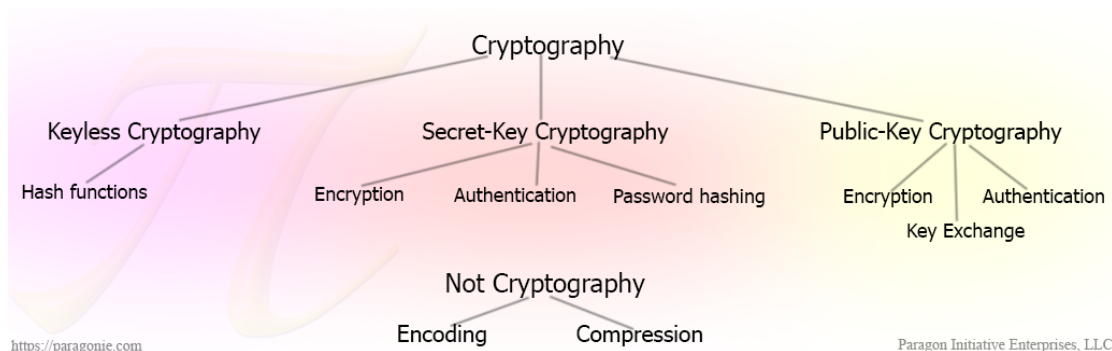 Cryptography
Keyless Cryptography Secret-Key Cryptography Public-Key Cryptography
Hash functions Encryption Authentication Password hashing Encryption Authentication
Key Exchange
Not Cryptography
Encoding Compression
https://paragonie.com Paragon Initiative Enterprises, LLC